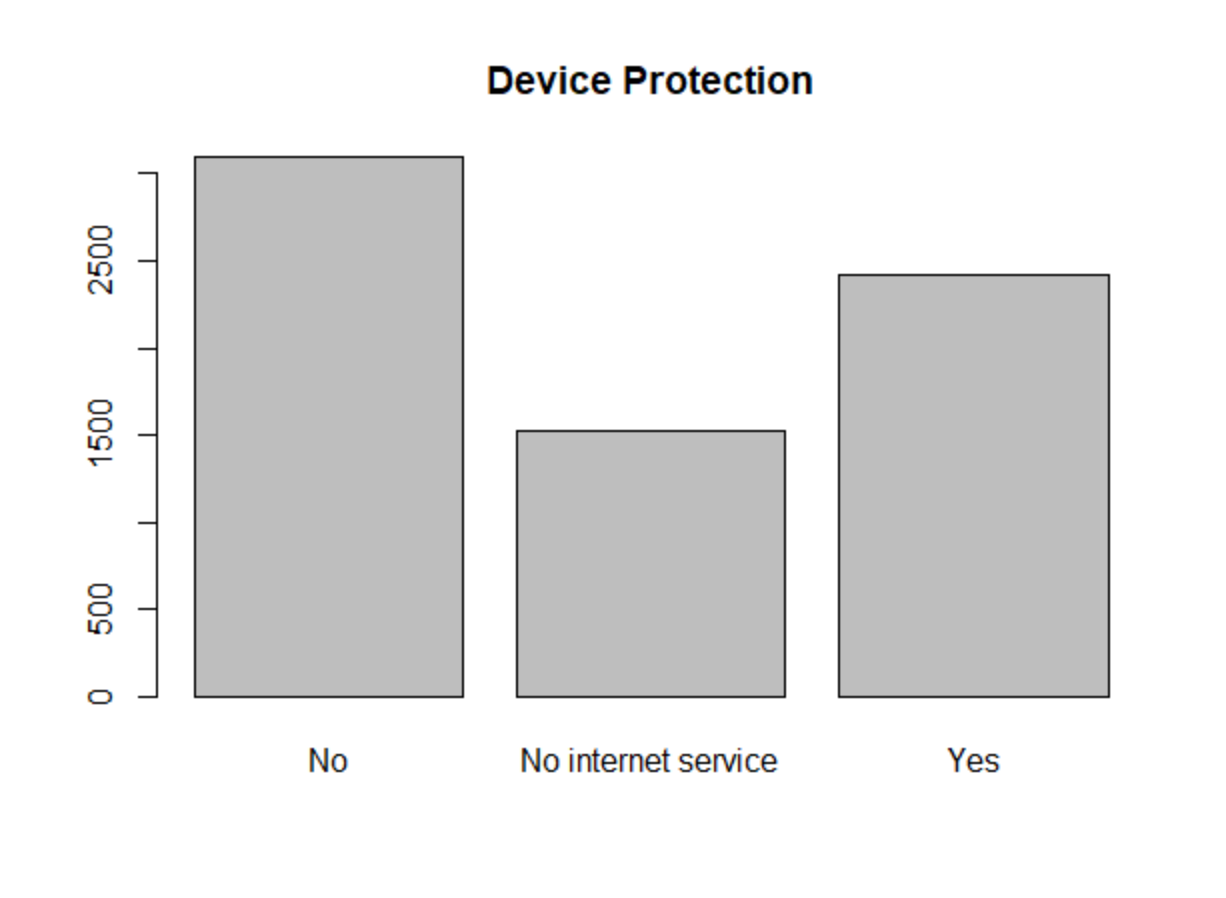 Device Protection
2500
1500
500
0
No No internet service Yes